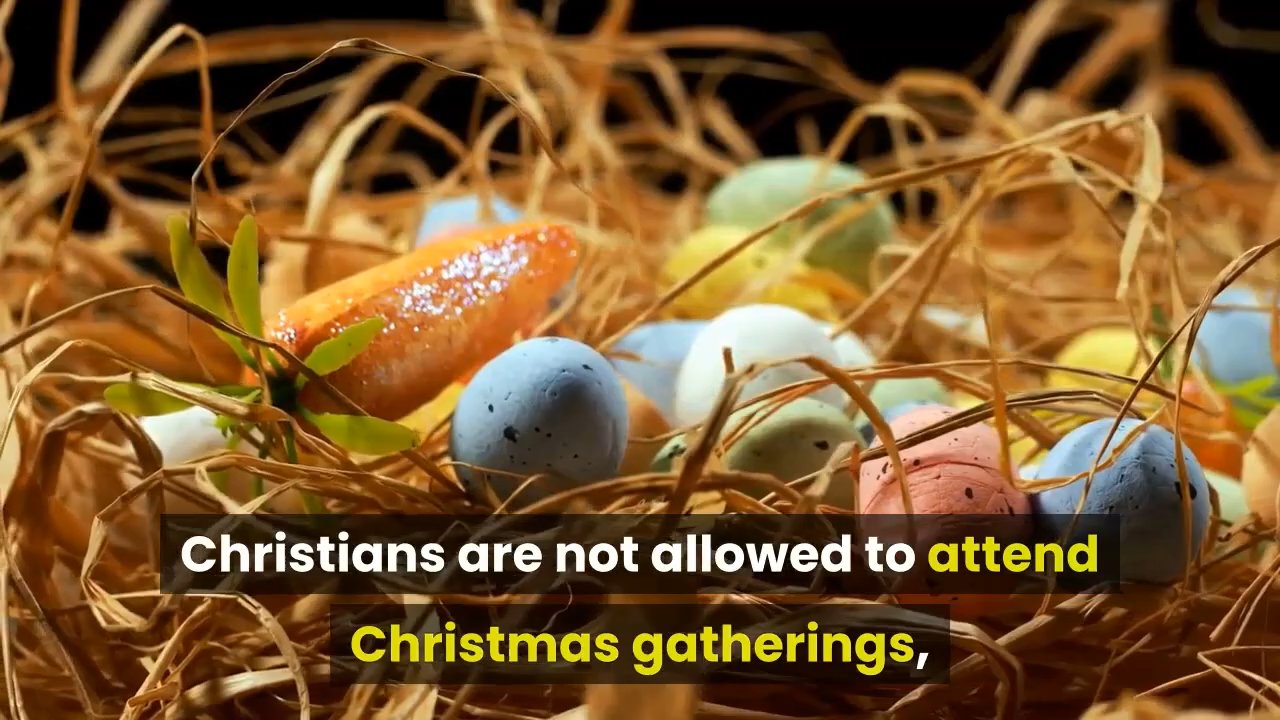 Christians are not allowed to attend
Christmas gatherings,